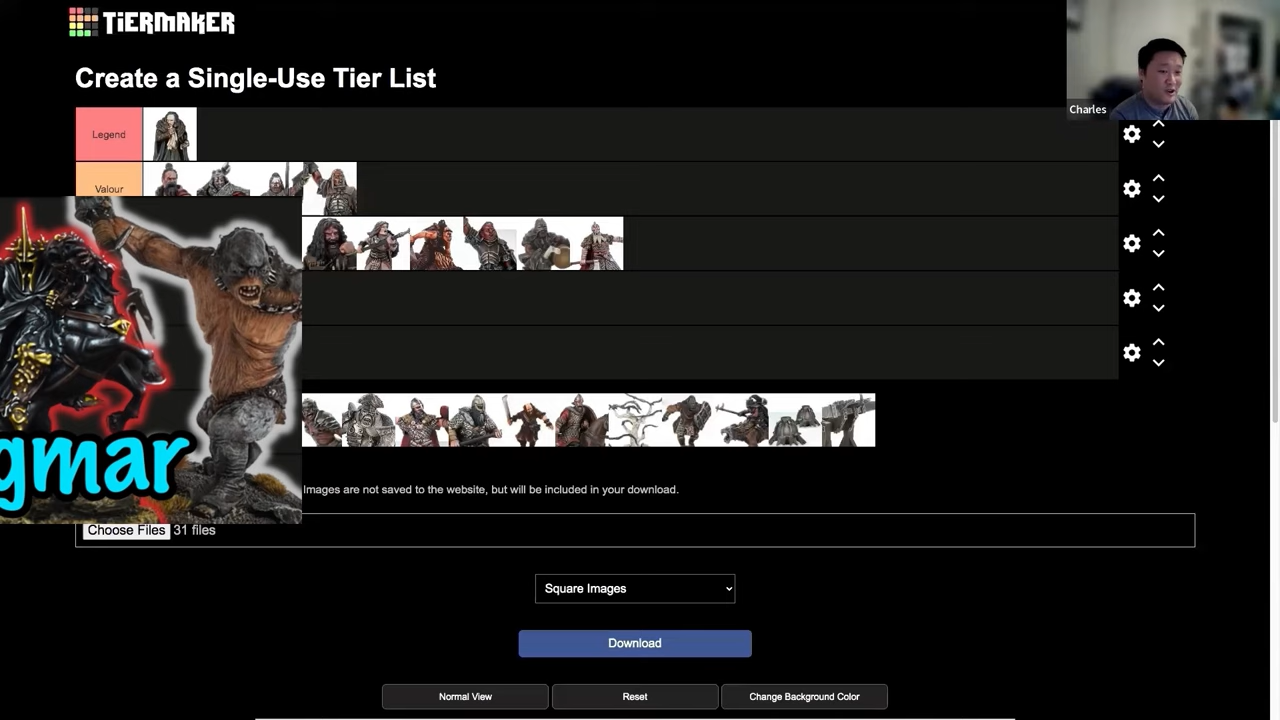 TIERMAKER
Create a Single-Use Tier List
Charles
Legend
Valour
gmar
Images are not saved to the website, but will be included in your download.
Choose Files 31 files
Square Images
Download
Normal View
Reset
Change Background Color